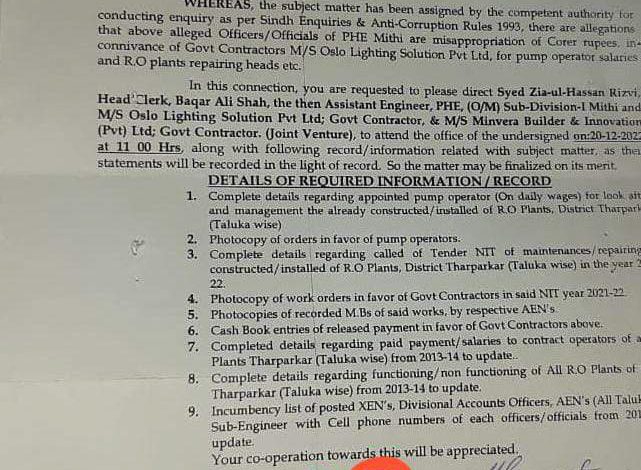 WHEREAS, the subject matter has been assigned by the competent authority for
conducting enquiry as per Sindh Enquiries & Anti-Corruption Rules 1993, there are allegations
that above alleged Officers/Officials of PHE Mithi are misappropriation of Corer rupees, in-
connivance of Govt Contractors M/S Oslo Lighting Solution Pvt Ltd, for pump operator salaries
and R.O plants repairing heads etc.
In this connection, you are requested to please direct Syed Zia-ul-Hassan Rizvi,
Head Clerk, Baqar Ali Shah, the then Assistant Engineer, PHE, (O/M) Sub-Division-I Mithi and
M/S Oslo Lighting Solution Pvt Ltd; Govt Contractor, & M/S Minvera Builder & Innovation
(Pvt) Ltd; Govt Contractor. (Joint Venture), to attend the office of the undersigned on:20-12-2022
at 11 00 Hrs, along with following record/information related with subject matter, as their
statements will be recorded in the light of record. So the matter may be finalized on its merit.
DETAILS OF REQUIRED INFORMATION/RECORD
1. Complete details regarding appointed pump operator (On daily wages) for look aft
and management the already constructed/installed of R.O Plants, District Tharpark
(Taluka wise)
2. Photocopy of orders in favor of pump operators.
3. Complete details regarding called of Tender NIT of maintenances/repairing
constructed/installed of R.O Plants, District Tharparkar (Taluka wise) in the year 2
22.
4. Photocopy of work orders in favor of Govt Contractors in said NIT year 2021-22.
5. Photocopies of recorded M.Bs of said works, by respective AEN's.
6. Cash Book entries of released payment in favor of Govt Contractors above.
7. Completed details regarding paid payment/salaries to contract operators of a
Plants Tharparkar (Taluka wise) from 2013-14 to update..
8. Complete details regarding functioning/non functioning of All R.O Plants of
Tharparkar (Taluka wise) from 2013-14 to update.
9. Incumbency list of posted XEN's, Divisional Accounts Officers, AEN's (All Taluk
Sub-Engineer with Cell phone numbers of each officers/officials from 201
update.
Your co-operation towards this will be appreciated.